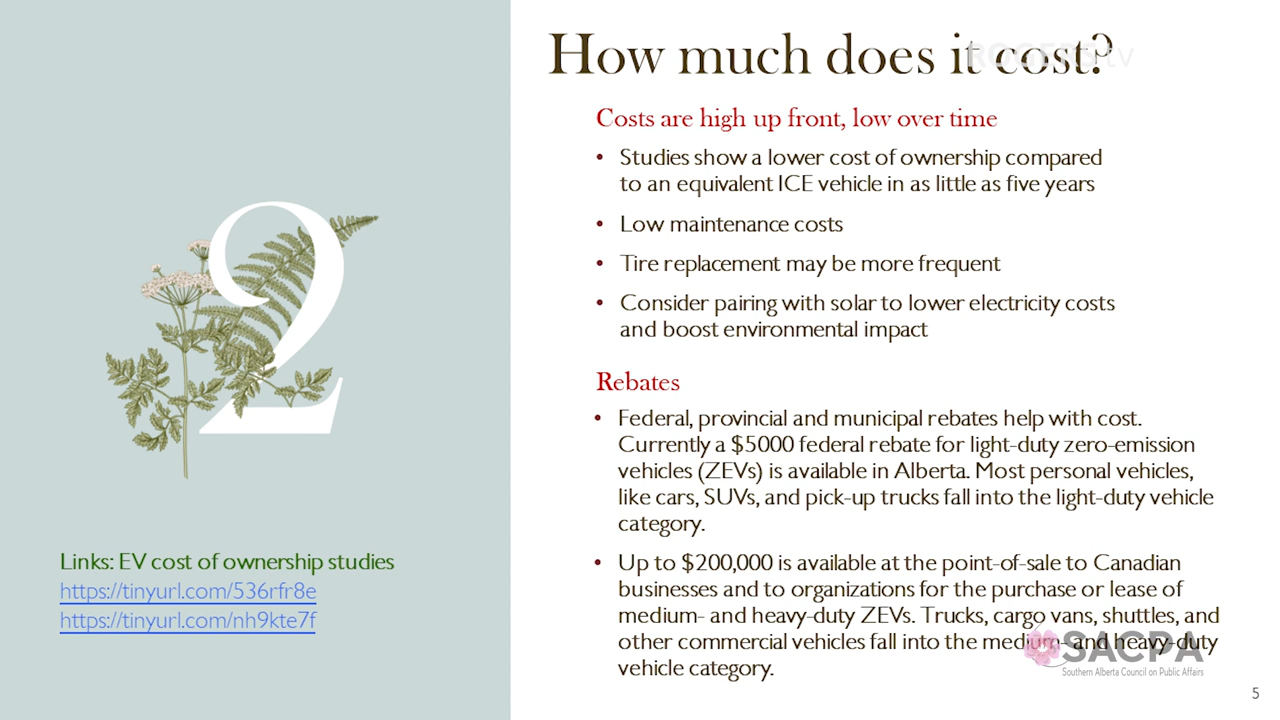 How much does it cost?
ROGERS tv
Costs are high up front, low over time
• Studies show a lower cost of ownership compared
to an equivalent ICE vehicle in as little as five years
• Low maintenance costs
• Tire replacement may be more frequent
• Consider pairing with solar to lower electricity costs
and boost environmental impact
Rebates
• Federal, provincial and municipal rebates help with cost.
Currently a $5000 federal rebate for light-duty zero-emission
vehicles (ZEVs) is available in Alberta. Most personal vehicles,
like cars, SUVs, and pick-up trucks fall into the light-duty vehicle
category.
• Up to $200,000 is available at the point-of-sale to Canadian
businesses and to organizations for the purchase or lease of
medium- and heavy-duty ZEVs. Trucks, cargo vans, shuttles, and
other commercial vehicles fall into the medium- and heavy-duty
vehicle category.
2
Links: EV cost of ownership studies
https://tinyurl.com/536rfr8e
https://tinyurl.com/nh9kte7f
SACPA
Southern Alberta Council on Public Affairs
5